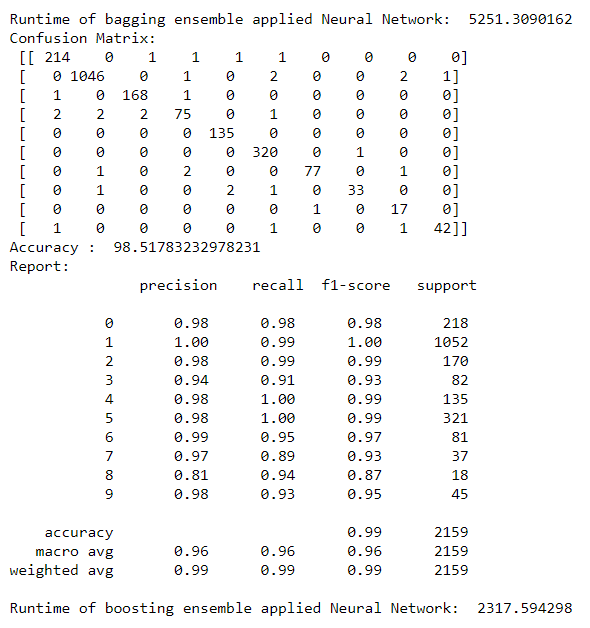 Runtime of bagging ensemble applied Neural Network:  5251.3090162
Confusion Matrix:
 [[ 214    0    1    1    1    1    0    0    0    0]
 [   0 1046    0    1    0    2    0    0    2    1]
 [   1    0  168    1    0    0    0    0    0    0]
 [   2    2    2   75    0    1    0    0    0    0]
 [   0    0    0    0  135    0    0    0    0    0]
 [   0    0    0    0    0  320    0    1    0    0]
 [   0    1    0    2    0    0   77    0    1    0]
 [   0    1    0    0    2    1    0   33    0    0]
 [   0    0    0    0    0    0    1    0   17    0]
 [   1    0    0    0    0    1    0    0    1   42]]
Accuracy :  98.51783232978231
Report:
              precision    recall  f1-score   support
           0       0.98      0.98      0.98       218
           1       1.00      0.99      1.00      1052
           2       0.98      0.99      0.99       170
           3       0.94      0.91      0.93        82
           4       0.98      1.00      0.99       135
           5       0.98      1.00      0.99       321
           6       0.99      0.95      0.97        81
           7       0.97      0.89      0.93        37
           8       0.81      0.94      0.87        18
           9       0.98      0.93      0.95        45
    accuracy                           0.99      2159
   macro avg       0.96      0.96      0.96      2159
weighted avg       0.99      0.99      0.99      2159
Runtime of boosting ensemble applied Neural Network:  2317.594298